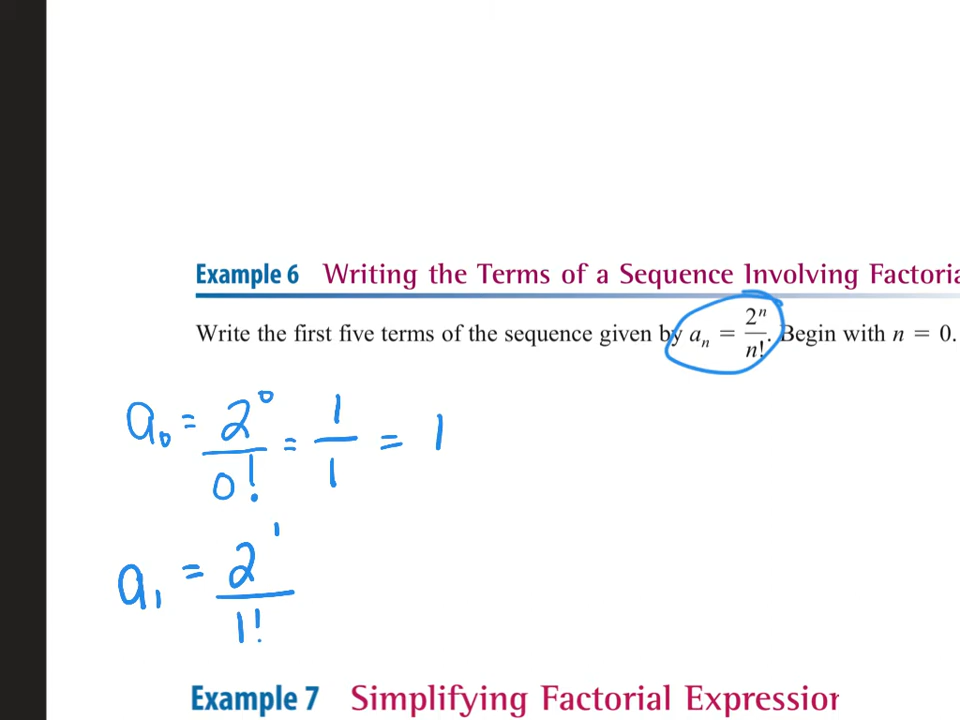 Example 6 Writing the Terms of a Sequence Involving Factoria
Write the first five terms of the sequence given by aₙ = 2ⁿ/n!. Begin with n = 0.
a₀ = 2⁰/0! = 1/1 = 1
a₁ = 2¹/1!
Example 7 Simplifying Factorial Expression